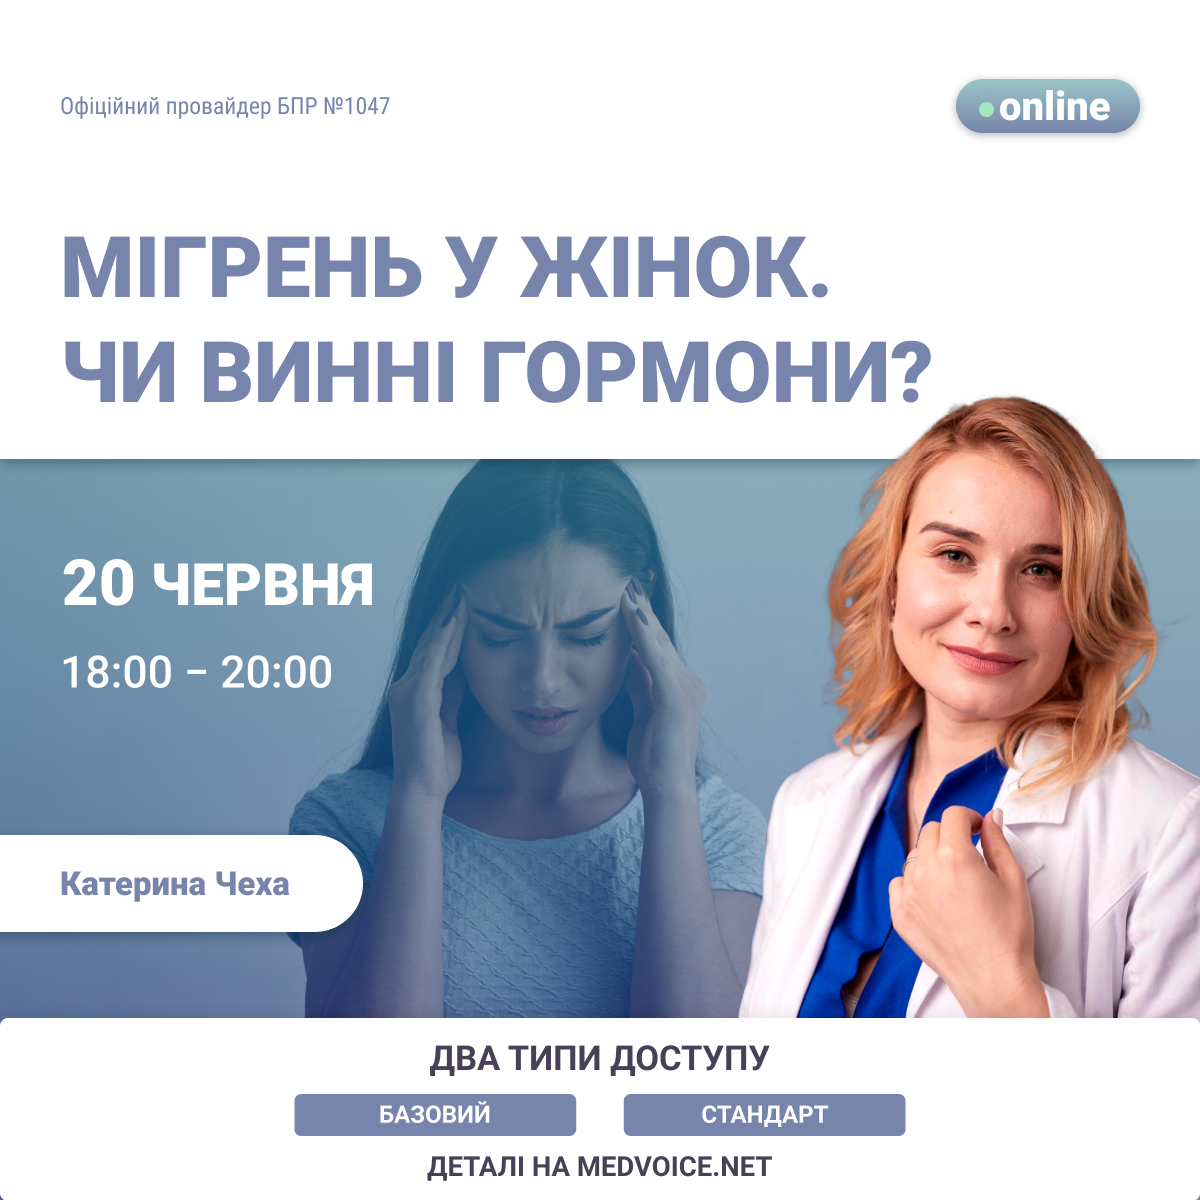 Офіційний провайдер БПР №1047
online
МІГРЕНЬ У ЖІНОК.
ЧИ ВИННІ ГОРМОНИ?
20 ЧЕРВНЯ
18:00 – 20:00
Катерина Чеха
ДВА ТИПИ ДОСТУПУ
БАЗОВИЙ
СТАНДАРТ
ДЕТАЛІ НА MEDVOICE.NET